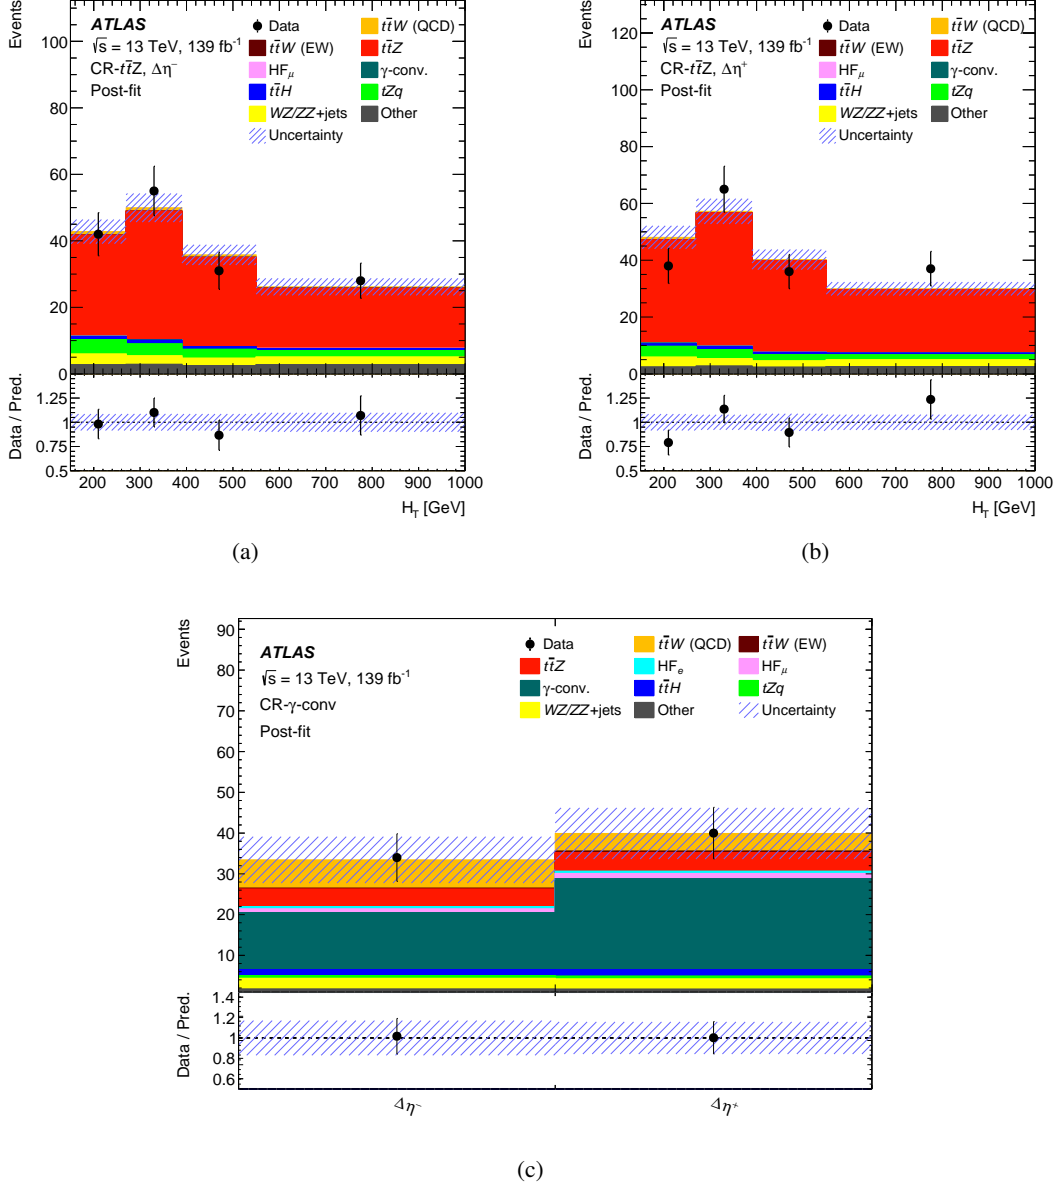 Events
100
80
60
40
20
0
ATLAS
√s = 13 TeV, 139 fb⁻¹
CR-tt̄Z, Δη⁻
Post-fit
Data
tt̄W (QCD)
tt̄W (EW)
tt̄Z
HF_μ
γ-conv.
tt̄H
tZq
WZ/ZZ+jets
Other
Uncertainty
Data / Pred.
1.25
1
0.75
0.5
200 300 400 500 600 700 800 900 1000
H_T [GeV]
(a)
Events
120
100
80
60
40
20
0
ATLAS
√s = 13 TeV, 139 fb⁻¹
CR-tt̄Z, Δη⁺
Post-fit
Data
tt̄W (QCD)
tt̄W (EW)
tt̄Z
HF_μ
γ-conv.
tt̄H
tZq
WZ/ZZ+jets
Other
Uncertainty
Data / Pred.
1.25
1
0.75
0.5
200 300 400 500 600 700 800 900 1000
H_T [GeV]
(b)
Events
90
80
70
60
50
40
30
20
10
ATLAS
√s = 13 TeV, 139 fb⁻¹
CR-γ-conv
Post-fit
Data
tt̄W (QCD)
tt̄W (EW)
tt̄Z
HF_e
HF_μ
γ-conv.
tt̄H
tZq
WZ/ZZ+jets
Other
Uncertainty
Data / Pred.
1.4
1.2
1
0.8
0.6
Δη⁻ Δη⁺
(c)